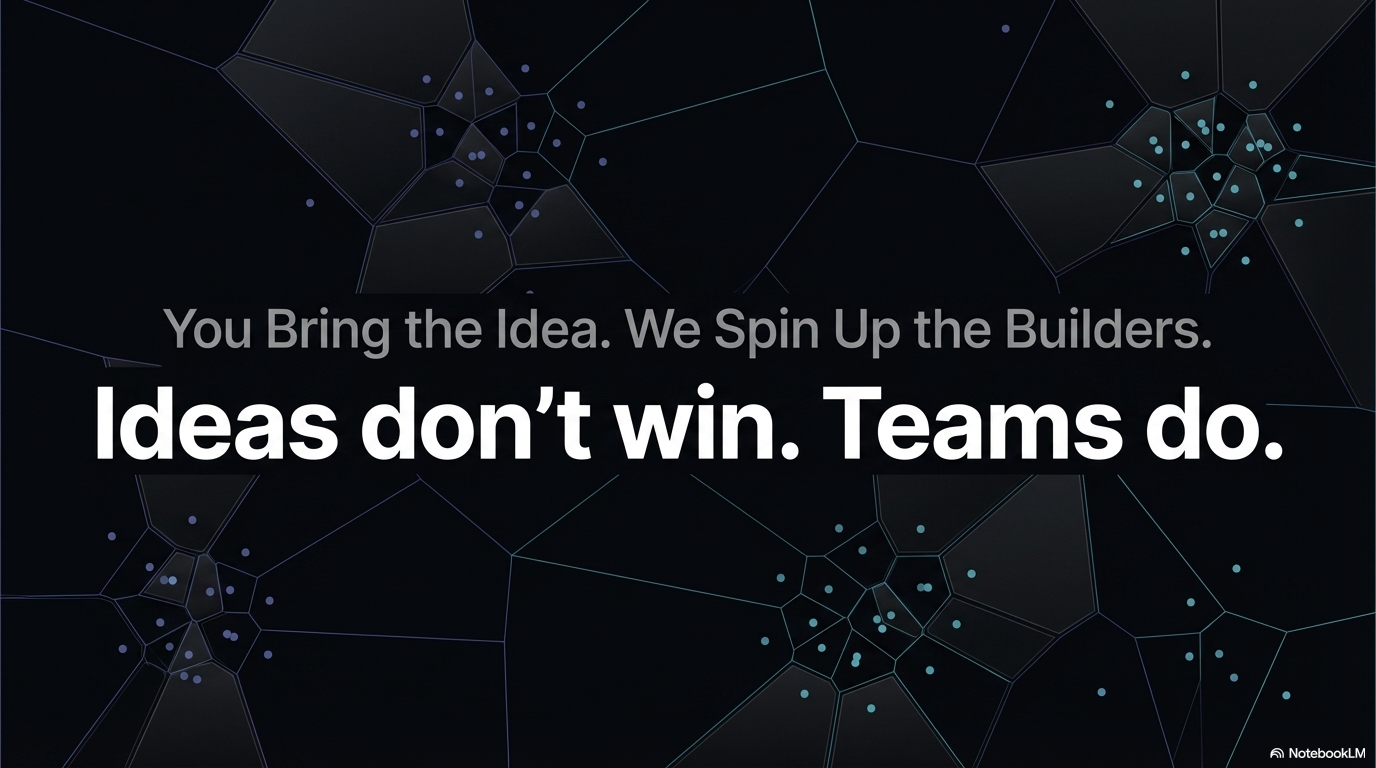 You Bring the Idea. We Spin Up the Builders.
Ideas don’t win. Teams do.
NotebookLM